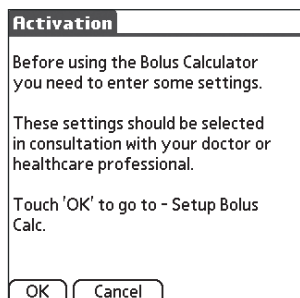 Activation
Before using the Bolus Calculator
you need to enter some settings.
These settings should be selected
in consultation with your doctor or
healthcare professional.
Touch 'OK' to go to - Setup Bolus
Calc.
OK
Cancel